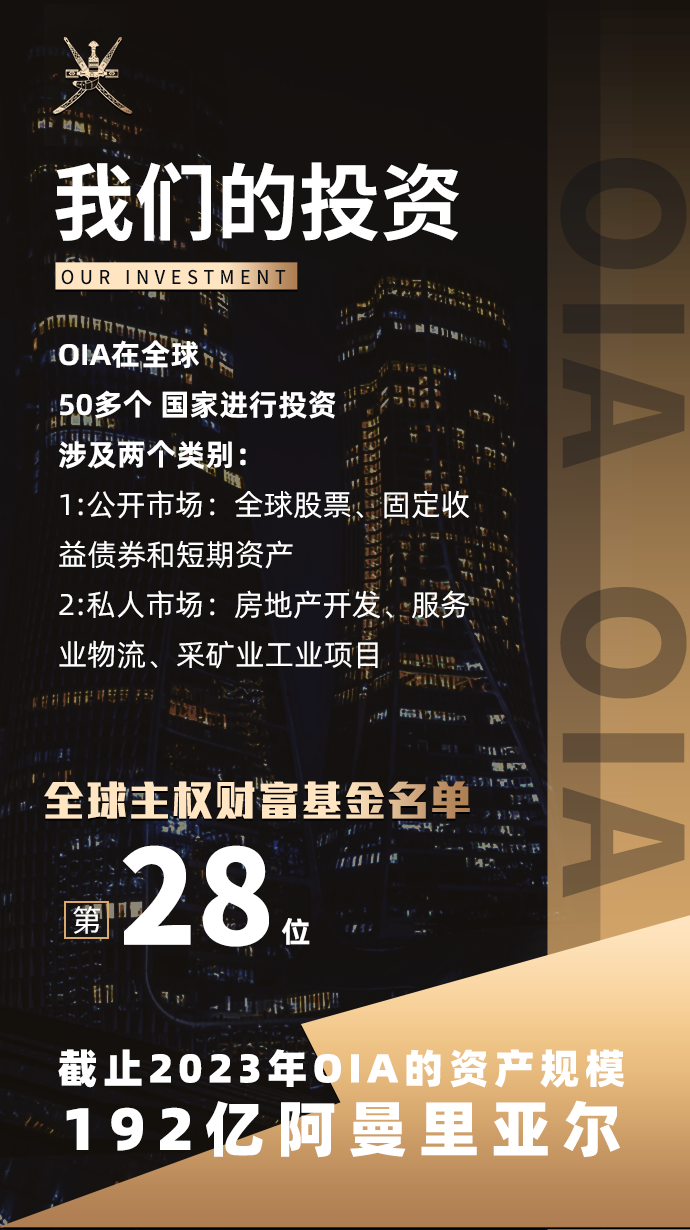 我们的投资
OUR INVESTMENT
OIA在全球
50多个 国家进行投资
涉及两个类别：
1:公开市场：全球股票、固定收
益债券和短期资产
2:私人市场：房地产开发、服务
业物流、采矿业工业项目
全球主权财富基金名单
第28位
截止2023年OIA的资产规模
192亿阿曼里亚尔
OIA OIA